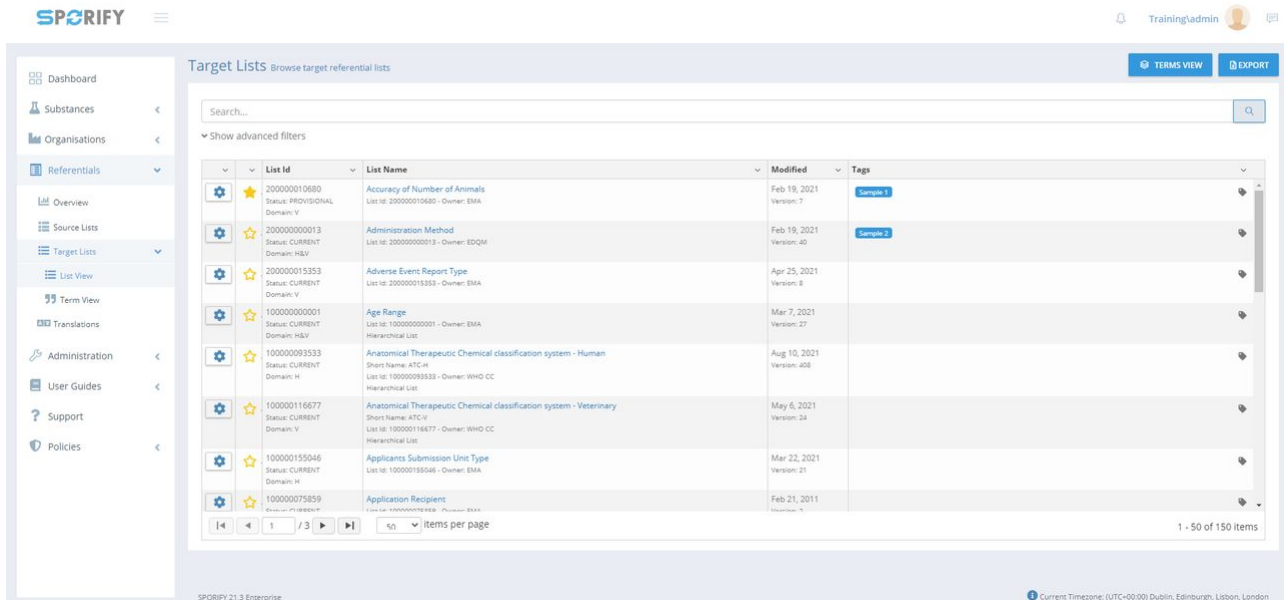 SPORIFY
Training\admin
Dashboard
Substances
Organisations
Referentials
Overview
Source Lists
Target Lists
List View
Term View
Translations
Administration
User Guides
Support
Policies
Target Lists Browse target referential lists
TERMS VIEW
EXPORT
Search...
Show advanced filters
List Id List Name Modified Tags
200000010680 Accuracy of Number of Animals Feb 19, 2021 Sample 1
Status: PROVISIONAL List Id: 200000010680 - Owner: EMA Version: 7
Domain: V
200000000013 Administration Method Feb 19, 2021 Sample 2
Status: CURRENT List Id: 200000000013 - Owner: EDQM Version: 40
Domain: H&V
200000015353 Adverse Event Report Type Apr 25, 2021
Status: CURRENT List Id: 200000015353 - Owner: EMA Version: 8
Domain: V
100000000001 Age Range Mar 7, 2021
Status: CURRENT List Id: 100000000001 - Owner: EMA Version: 27
Domain: H&V Hierarchical List
100000093533 Anatomical Therapeutic Chemical classification system - Human Aug 10, 2021
Status: CURRENT Short Name: ATC-H Version: 408
Domain: H List Id: 100000093533 - Owner: WHO CC
Hierarchical List
100000116677 Anatomical Therapeutic Chemical classification system - Veterinary May 6, 2021
Status: CURRENT Short Name: ATC-V Version: 24
Domain: V List Id: 100000116677 - Owner: WHO CC
Hierarchical List
100000155046 Applicants Submission Unit Type Mar 22, 2021
Status: CURRENT List Id: 100000155046 - Owner: EMA Version: 21
Domain: H
100000075859 Application Recipient Feb 21, 2011
Status: CURRENT List Id: 100000075859 - Owner: EMA
1 / 3 50 items per page 1 - 50 of 150 items
SPORIFY 21.3 Enterprise Current Timezone: (UTC+00:00) Dublin, Edinburgh, Lisbon, London